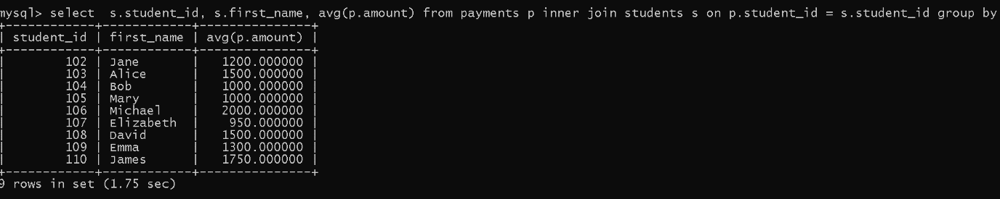 mysql> select  s.student_id, s.first_name, avg(p.amount) from payments p inner join students s on p.student_id = s.student_id group by
+------------+------------+---------------+
| student_id | first_name | avg(p.amount) |
+------------+------------+---------------+
|        102 | Jane       |   1200.000000 |
|        103 | Alice      |   1500.000000 |
|        104 | Bob        |   1000.000000 |
|        105 | Mary       |   1000.000000 |
|        106 | Michael    |   2000.000000 |
|        107 | Elizabeth  |    950.000000 |
|        108 | David      |   1500.000000 |
|        109 | Emma       |   1300.000000 |
|        110 | James      |   1750.000000 |
+------------+------------+---------------+
9 rows in set (1.75 sec)